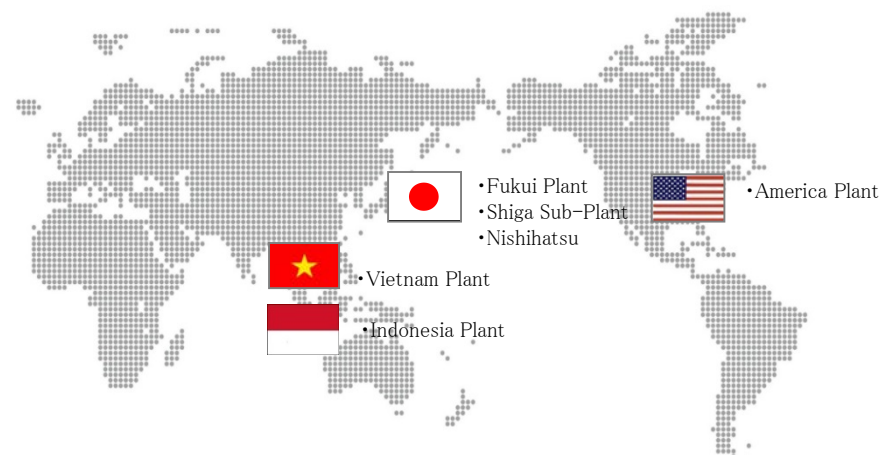 ・Fukui Plant
・Shiga Sub-Plant
・Nishihatsu
・America Plant
・Vietnam Plant
・Indonesia Plant